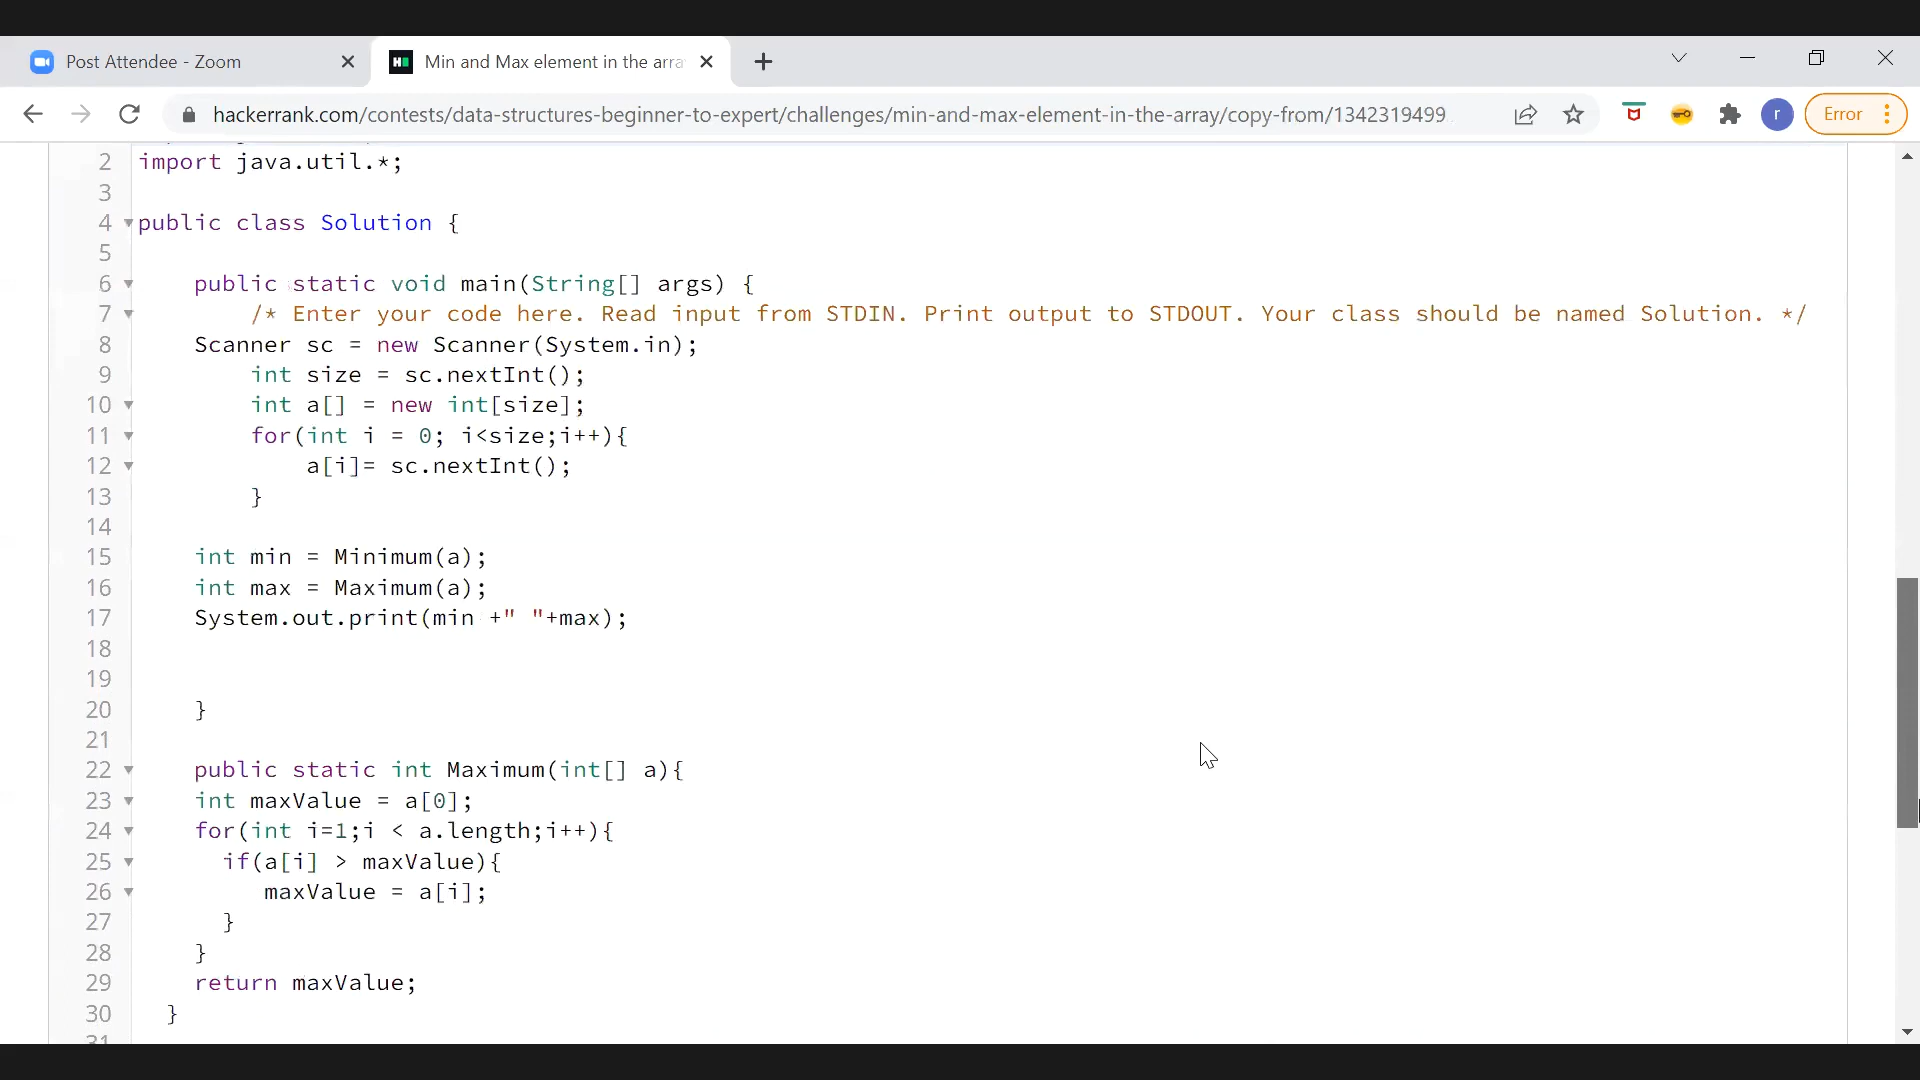 Post Attendee - Zoom
Min and Max element in the arra
hackerrank.com/contests/data-structures-beginner-to-expert/challenges/min-and-max-element-in-the-array/copy-from/1342319499
r
Error
2 import java.util.*;
3
4 public class Solution {
5
6 public static void main(String[] args) {
7 /* Enter your code here. Read input from STDIN. Print output to STDOUT. Your class should be named Solution. */
8 Scanner sc = new Scanner(System.in);
9 int size = sc.nextInt();
10 int a[] = new int[size];
11 for(int i = 0; i<size;i++){
12 a[i]= sc.nextInt();
13 }
14
15 int min = Minimum(a);
16 int max = Maximum(a);
17 System.out.print(min +" "+max);
18
19
20 }
21
22 public static int Maximum(int[] a){
23 int maxValue = a[0];
24 for(int i=1;i < a.length;i++){
25 if(a[i] > maxValue){
26 maxValue = a[i];
27 }
28 }
29 return maxValue;
30 }